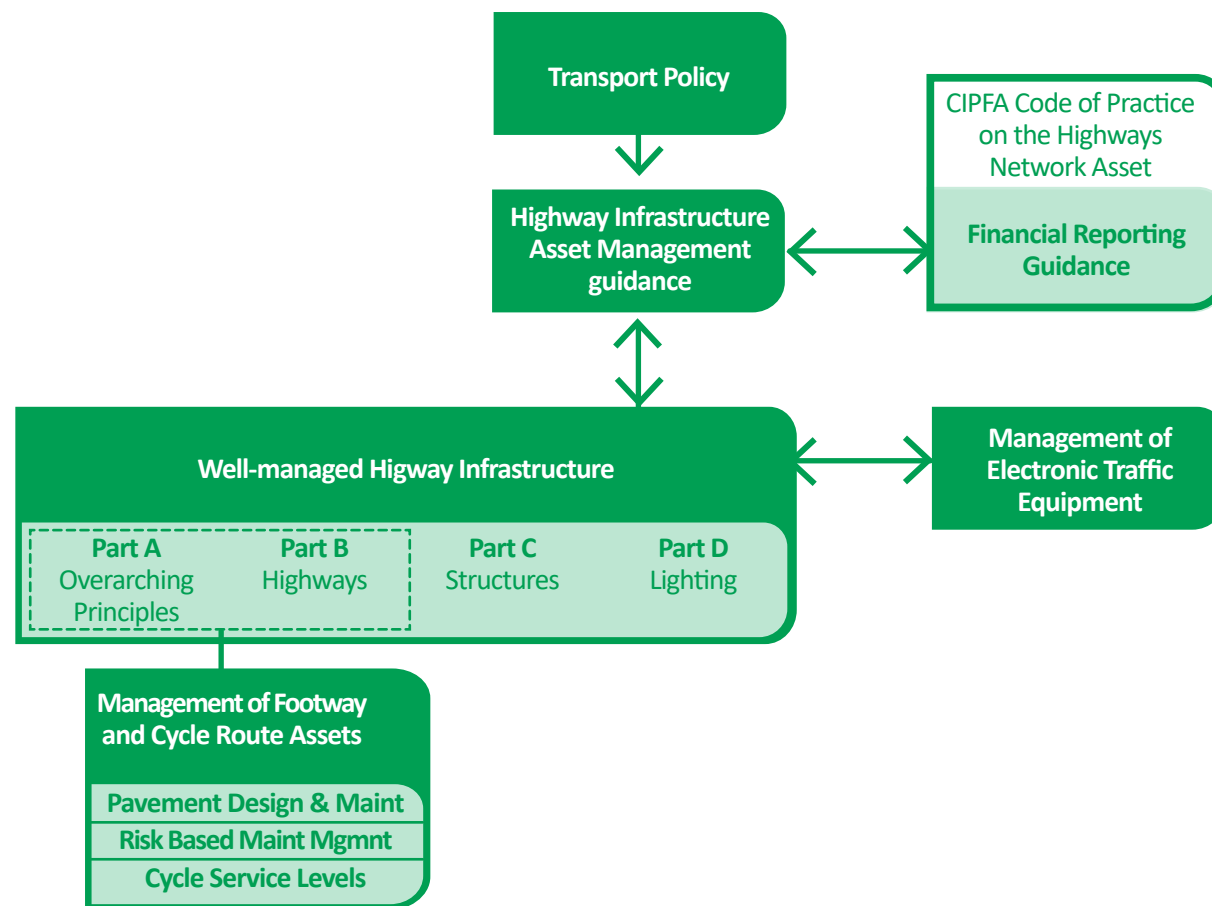 Transport Policy
CIPFA Code of Practice
on the Highways
Network Asset
Financial Reporting
Guidance
Highway Infrastructure
Asset Management
guidance
Well-managed Higway Infrastructure
Management of
Electronic Traffic
Equipment
Part A
Overarching
Principles
Part B
Highways
Part C
Structures
Part D
Lighting
Management of Footway
and Cycle Route Assets
Pavement Design & Maint
Risk Based Maint Mgmnt
Cycle Service Levels